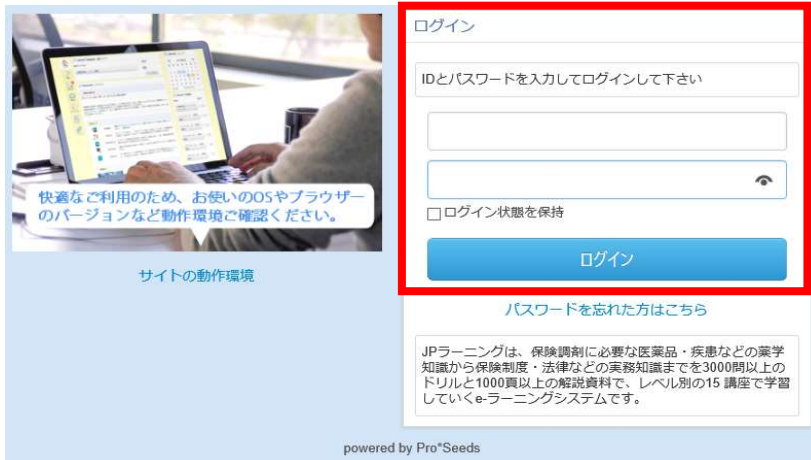 ログイン
IDとパスワードを入力してログインして下さい
快適なご利用のため、お使いのOSやブラウザー
のバージョンなど動作環境ご確認ください。
□ログイン状態を保持
ログイン
サイトの動作環境
パスワードを忘れた方はこちら
JPラーニングは、保険調剤に必要な医薬品・疾患などの薬学
知識から保険制度・法律などの実務知識までを3000問以上の
ドリルと1000頁以上の解説資料で、レベル別の15 講座で学習
していくe-ラーニングシステムです。
powered by Pro*Seeds